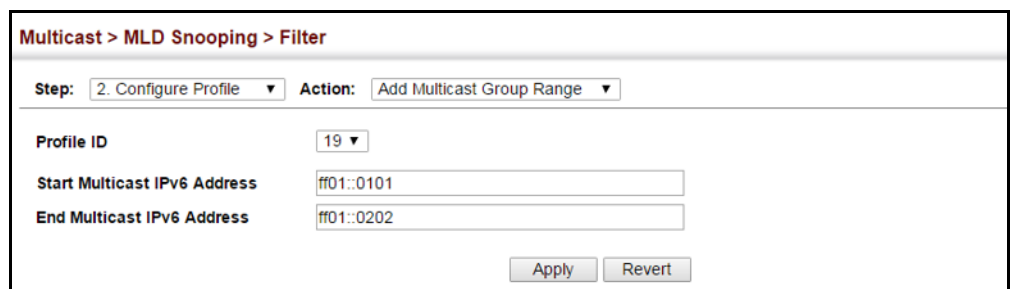 Multicast > MLD Snooping > Filter
Step: 2. Configure Profile ▼ Action: Add Multicast Group Range ▼
Profile ID 19 ▼
Start Multicast IPv6 Address ff01::0101
End Multicast IPv6 Address ff01::0202
Apply Revert